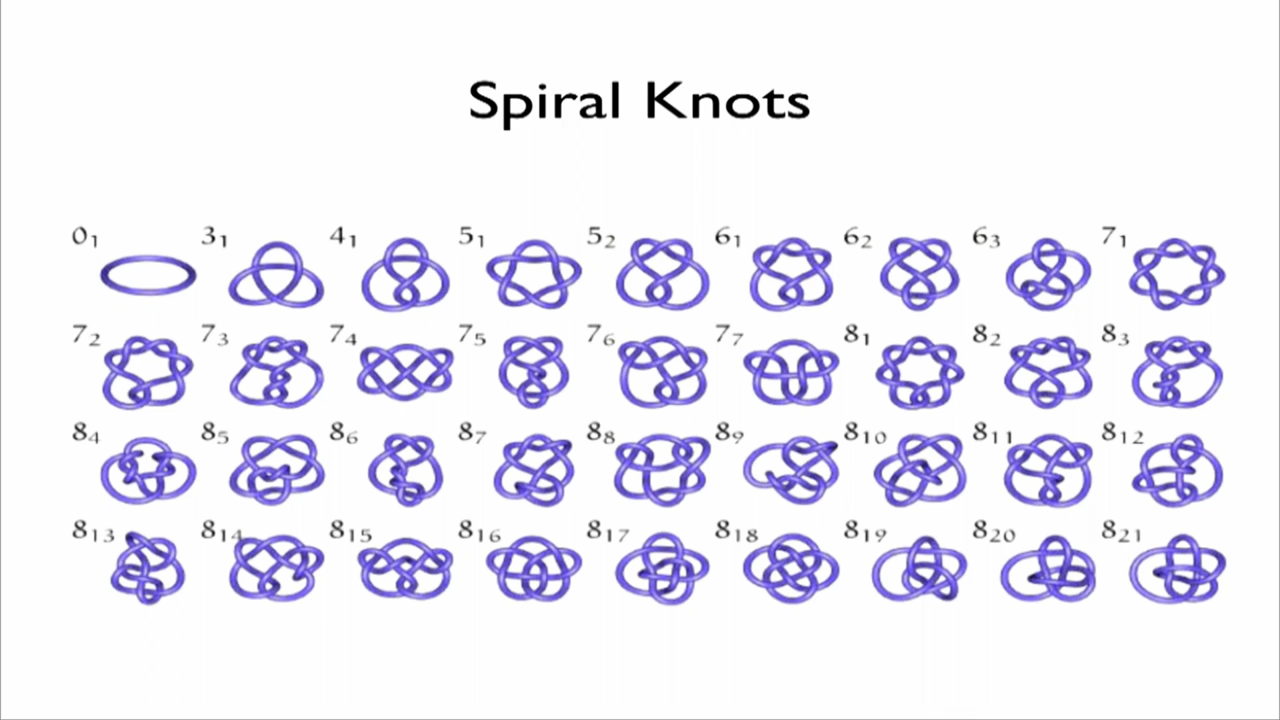 Spiral Knots
0₁ 3₁ 4₁ 5₁ 5₂ 6₁ 6₂ 6₃ 7₁
7₂ 7₃ 7₄ 7₅ 7₆ 7₇ 8₁ 8₂ 8₃
8₄ 8₅ 8₆ 8₇ 8₈ 8₉ 8₁₀ 8₁₁ 8₁₂
8₁₃ 8₁₄ 8₁₅ 8₁₆ 8₁₇ 8₁₈ 8₁₉ 8₂₀ 8₂₁